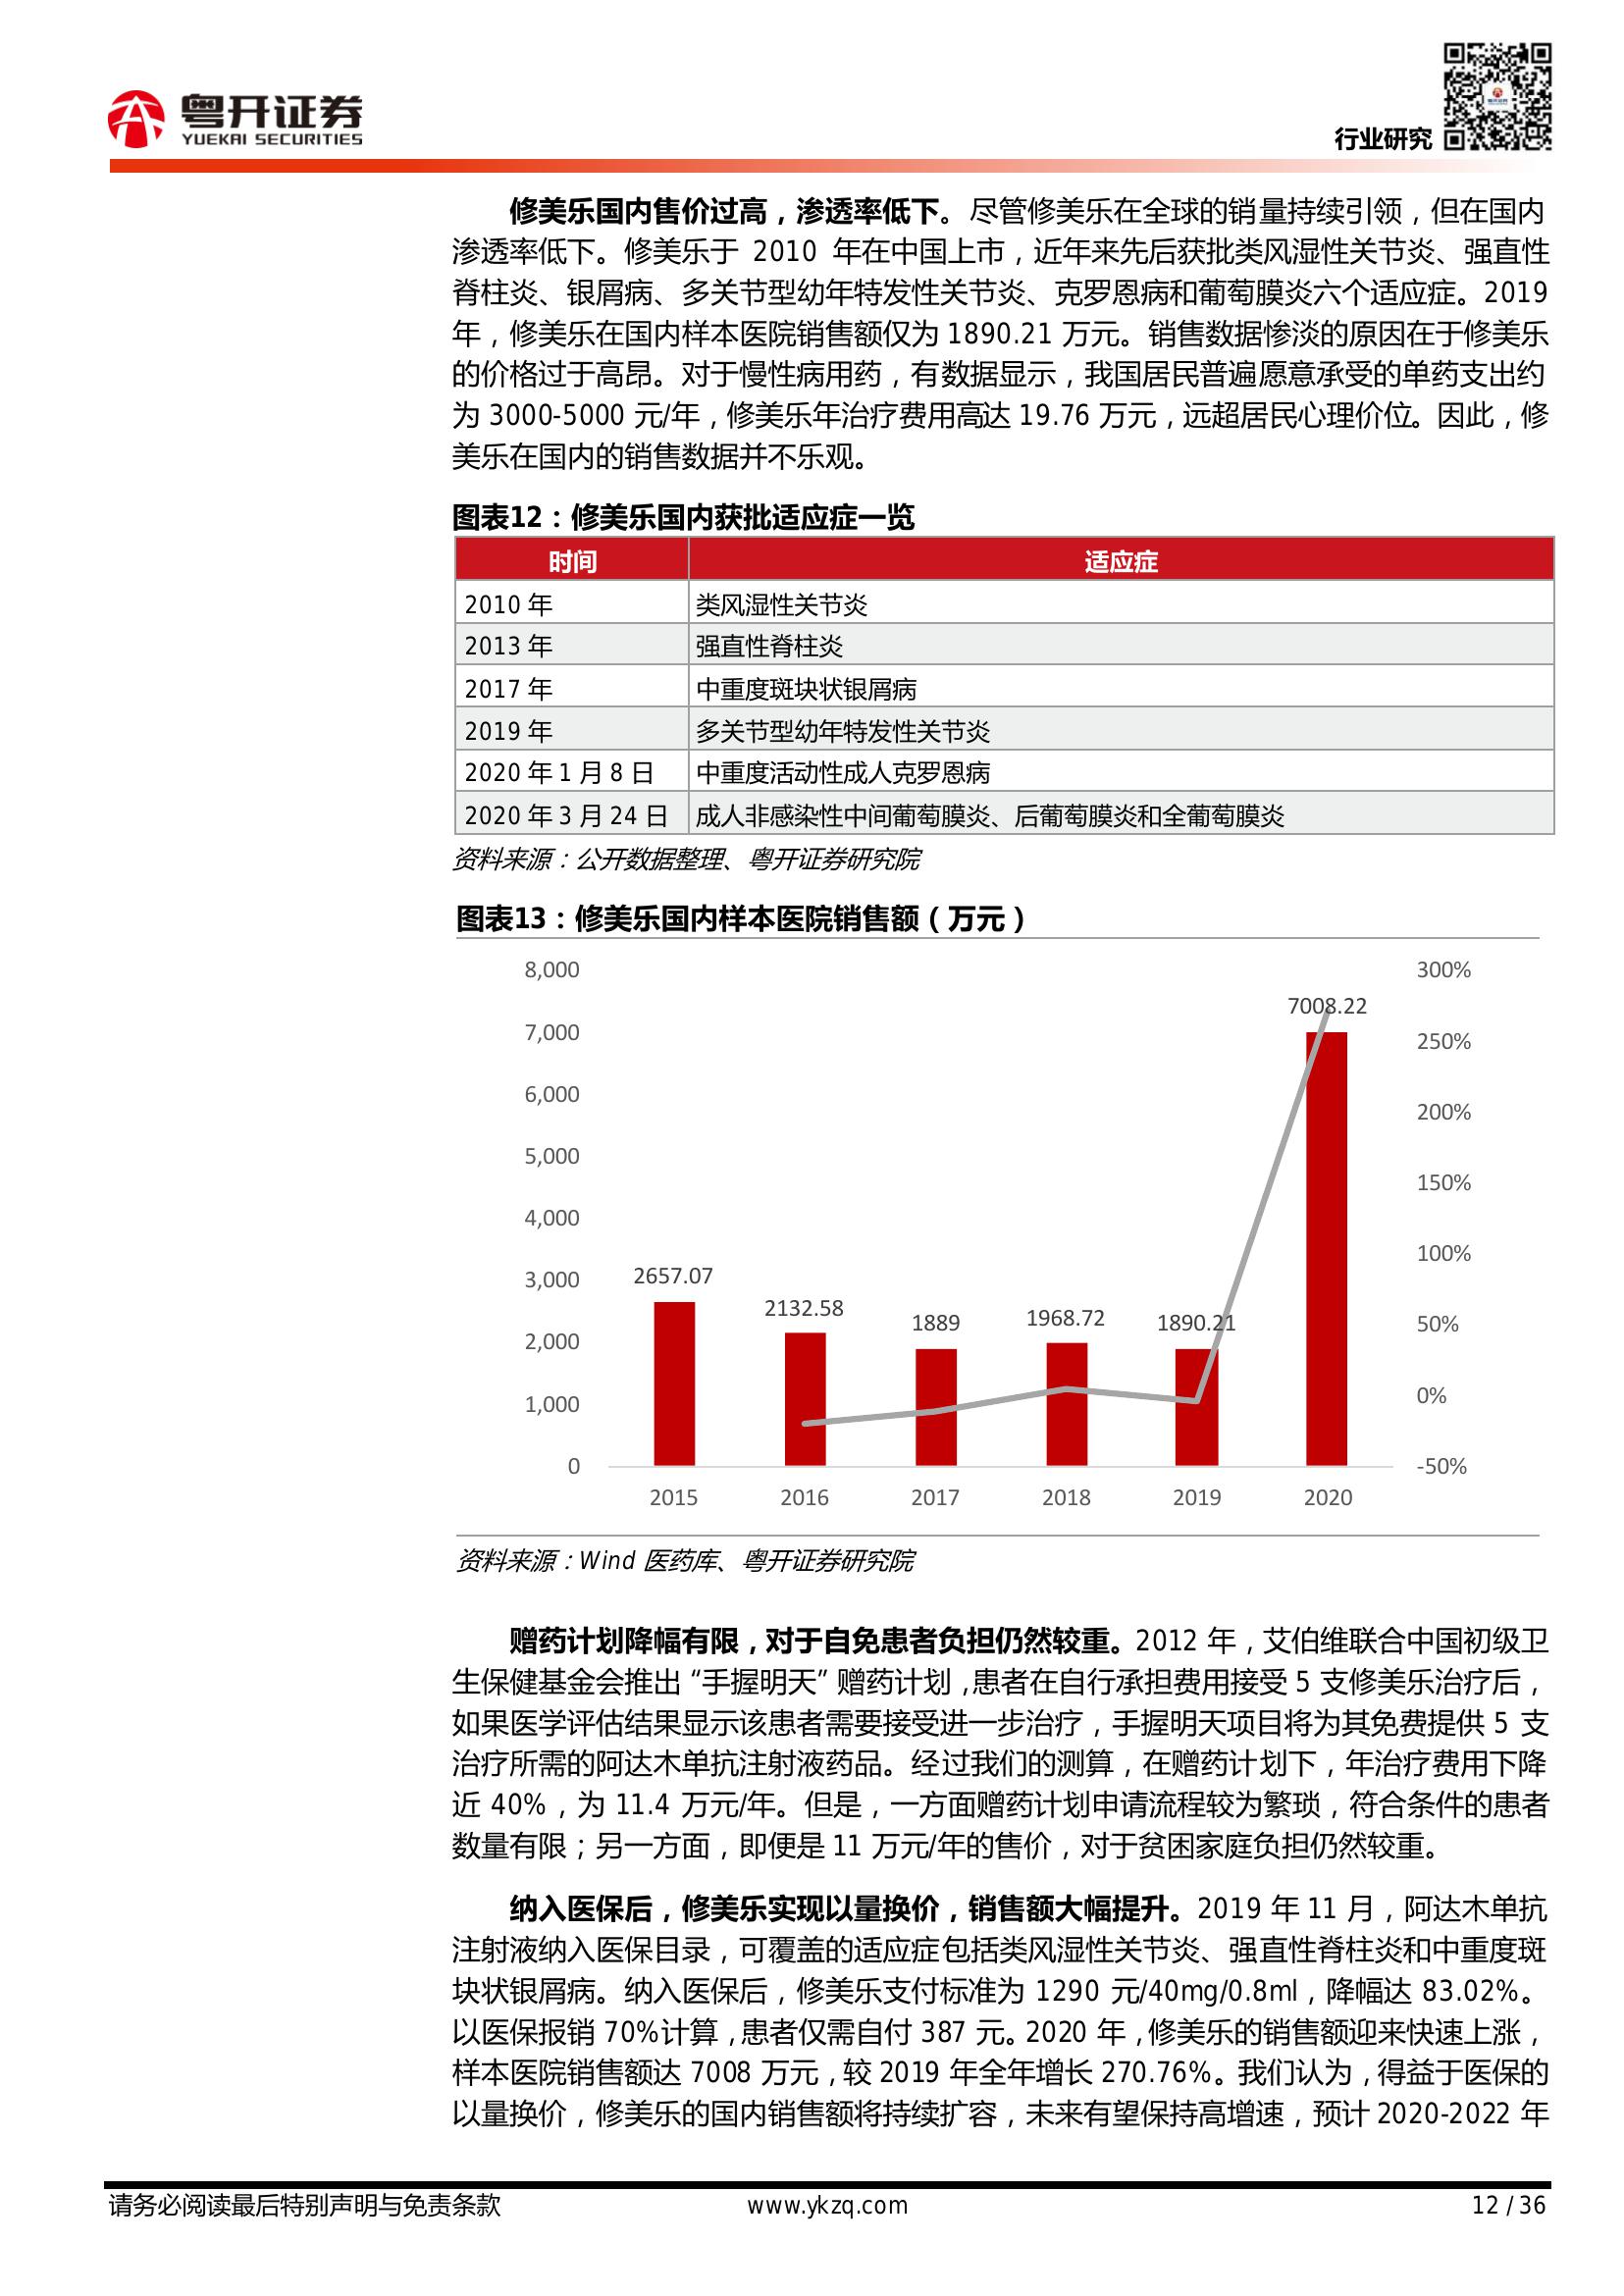 粤开证券
YUEKAI SECURITIES
行业研究
修美乐国内售价过高，渗透率低下。尽管修美乐在全球的销量持续引领，但在国内
渗透率低下。修美乐于 2010 年在中国上市，近年来先后获批类风湿性关节炎、强直性
脊柱炎、银屑病、多关节型幼年特发性关节炎、克罗恩病和葡萄膜炎六个适应症。2019
年，修美乐在国内样本医院销售额仅为 1890.21 万元。销售数据惨淡的原因在于修美乐
的价格过于高昂。对于慢性病用药，有数据显示，我国居民普遍愿意承受的单药支出约
为 3000-5000 元/年，修美乐年治疗费用高达 19.76 万元，远超居民心理价位。因此，修
美乐在国内的销售数据并不乐观。
图表12：修美乐国内获批适应症一览
时间 适应症
2010 年 类风湿性关节炎
2013 年 强直性脊柱炎
2017 年 中重度斑块状银屑病
2019 年 多关节型幼年特发性关节炎
2020 年 1 月 8 日 中重度活动性成人克罗恩病
2020 年 3 月 24 日 成人非感染性中间葡萄膜炎、后葡萄膜炎和全葡萄膜炎
资料来源：公开数据整理、粤开证券研究院
图表13：修美乐国内样本医院销售额（万元）
8,000 300%
7008.22
7,000 250%
6,000 200%
5,000 150%
4,000 100%
3,000 2657.07
2132.58 1889 1968.72 1890.21 50%
2,000
1,000 0%
0 -50%
2015 2016 2017 2018 2019 2020
资料来源：Wind 医药库、粤开证券研究院
赠药计划降幅有限，对于自免患者负担仍然较重。2012 年，艾伯维联合中国初级卫
生保健基金会推出“手握明天”赠药计划，患者在自行承担费用接受 5 支修美乐治疗后，
如果医学评估结果显示该患者需要接受进一步治疗，手握明天项目将为其免费提供 5 支
治疗所需的阿达木单抗注射液药品。经过我们的测算，在赠药计划下，年治疗费用下降
近 40%，为 11.4 万元/年。但是，一方面赠药计划申请流程较为繁琐，符合条件的患者
数量有限；另一方面，即便是 11 万元/年的售价，对于贫困家庭负担仍然较重。
纳入医保后，修美乐实现以量换价，销售额大幅提升。2019 年 11 月，阿达木单抗
注射液纳入医保目录，可覆盖的适应症包括类风湿性关节炎、强直性脊柱炎和中重度斑
块状银屑病。纳入医保后，修美乐支付标准为 1290 元/40mg/0.8ml，降幅达 83.02%。
以医保报销 70%计算，患者仅需自付 387 元。2020 年，修美乐的销售额迎来快速上涨，
样本医院销售额达 7008 万元，较 2019 年全年增长 270.76%。我们认为，得益于医保的
以量换价，修美乐的国内销售额将持续扩容，未来有望保持高增速，预计 2020-2022 年
请务必阅读最后特别声明与免责条款 www.ykzq.com 12 / 36